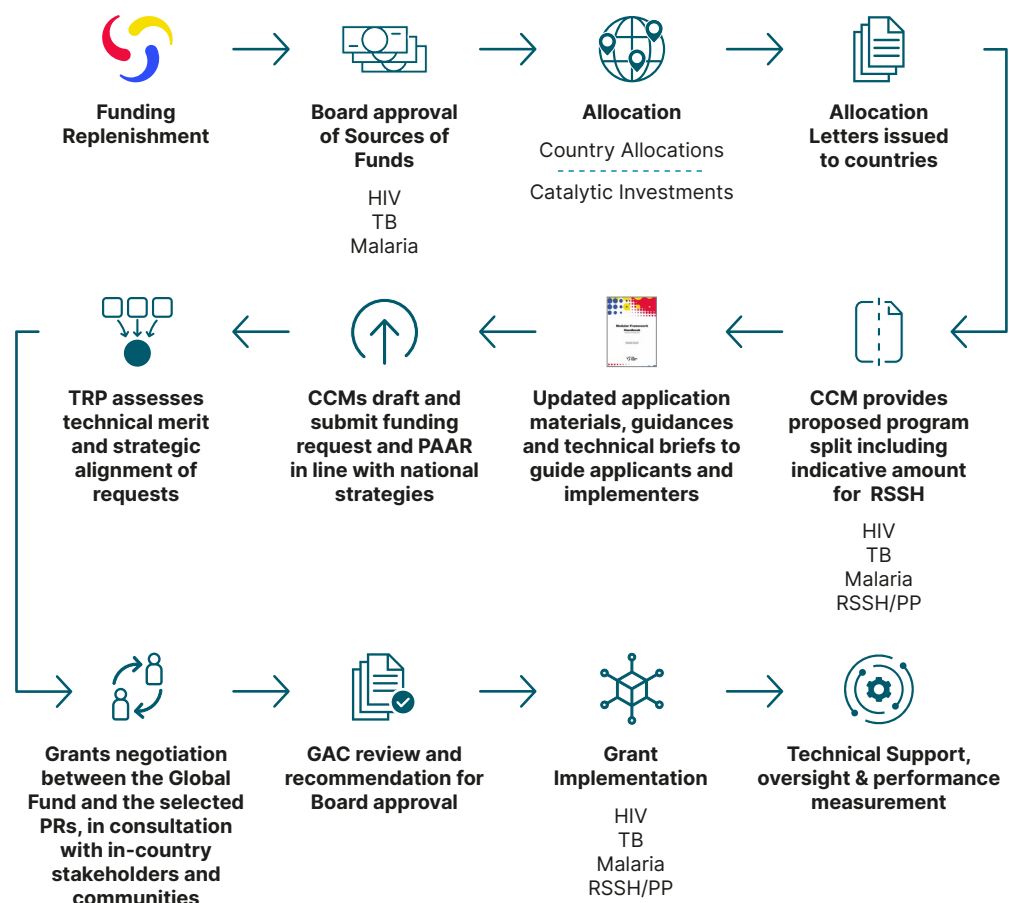 Funding
Replenishment
Board approval
of Sources of
Funds
HIV
TB
Malaria
Allocation
Country Allocations
Catalytic Investments
Allocation
Letters issued
to countries
CCM provides
proposed program
split including
indicative amount
for RSSH
HIV
TB
Malaria
RSSH/PP
Modular Framework
Handbook
Updated application
materials, guidances
and technical briefs to
guide applicants and
implementers
CCMs draft and
submit funding
request and PAAR
in line with national
strategies
TRP assesses
technical merit
and strategic
alignment of
requests
Grants negotiation
between the Global
Fund and the selected
PRs, in consultation
with in-country
stakeholders and
communities
GAC review and
recommendation for
Board approval
Grant
Implementation
HIV
TB
Malaria
RSSH/PP
Technical Support,
oversight & performance
measurement